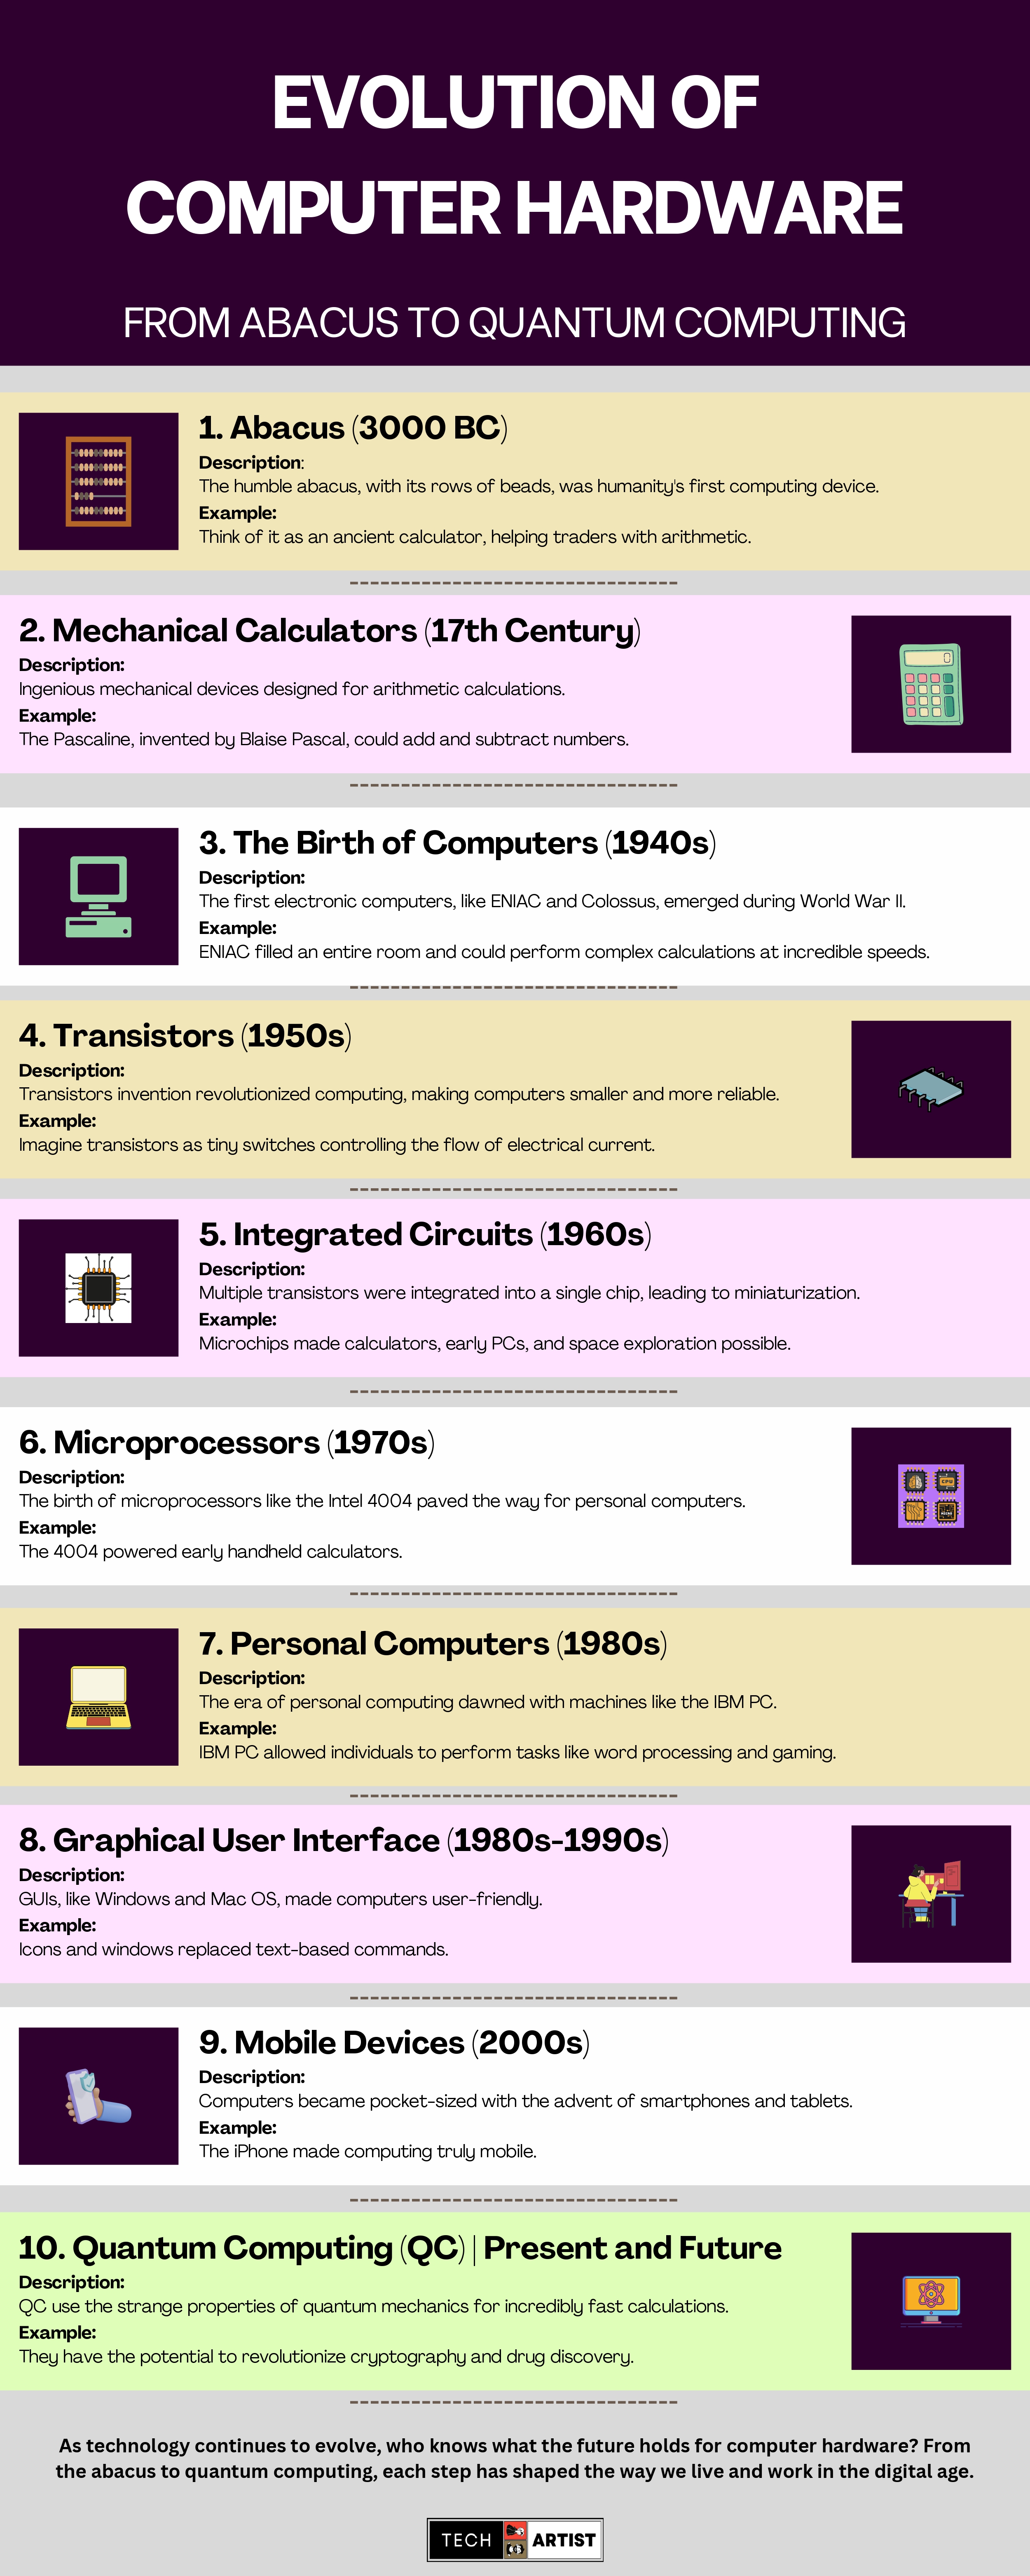 EVOLUTION OF
COMPUTER HARDWARE
FROM ABACUS TO QUANTUM COMPUTING
1. Abacus (3000 BC)
Description:
The humble abacus, with its rows of beads, was humanity's first computing device.
Example:
Think of it as an ancient calculator, helping traders with arithmetic.
2. Mechanical Calculators (17th Century)
Description:
Ingenious mechanical devices designed for arithmetic calculations.
Example:
The Pascaline, invented by Blaise Pascal, could add and subtract numbers.
0
3. The Birth of Computers (1940s)
Description:
The first electronic computers, like ENIAC and Colossus, emerged during World War II.
Example:
ENIAC filled an entire room and could perform complex calculations at incredible speeds.
4. Transistors (1950s)
Description:
Transistors invention revolutionized computing, making computers smaller and more reliable.
Example:
Imagine transistors as tiny switches controlling the flow of electrical current.
5. Integrated Circuits (1960s)
Description:
Multiple transistors were integrated into a single chip, leading to miniaturization.
Example:
Microchips made calculators, early PCs, and space exploration possible.
6. Microprocessors (1970s)
Description:
The birth of microprocessors like the Intel 4004 paved the way for personal computers.
Example:
The 4004 powered early handheld calculators.
CPU
7. Personal Computers (1980s)
Description:
The era of personal computing dawned with machines like the IBM PC.
Example:
IBM PC allowed individuals to perform tasks like word processing and gaming.
8. Graphical User Interface (1980s-1990s)
Description:
GUIs, like Windows and Mac OS, made computers user-friendly.
Example:
Icons and windows replaced text-based commands.
9. Mobile Devices (2000s)
Description:
Computers became pocket-sized with the advent of smartphones and tablets.
Example:
The iPhone made computing truly mobile.
10. Quantum Computing (QC) | Present and Future
Description:
QC use the strange properties of quantum mechanics for incredibly fast calculations.
Example:
They have the potential to revolutionize cryptography and drug discovery.
As technology continues to evolve, who knows what the future holds for computer hardware? From
the abacus to quantum computing, each step has shaped the way we live and work in the digital age.
TECH ARTIST